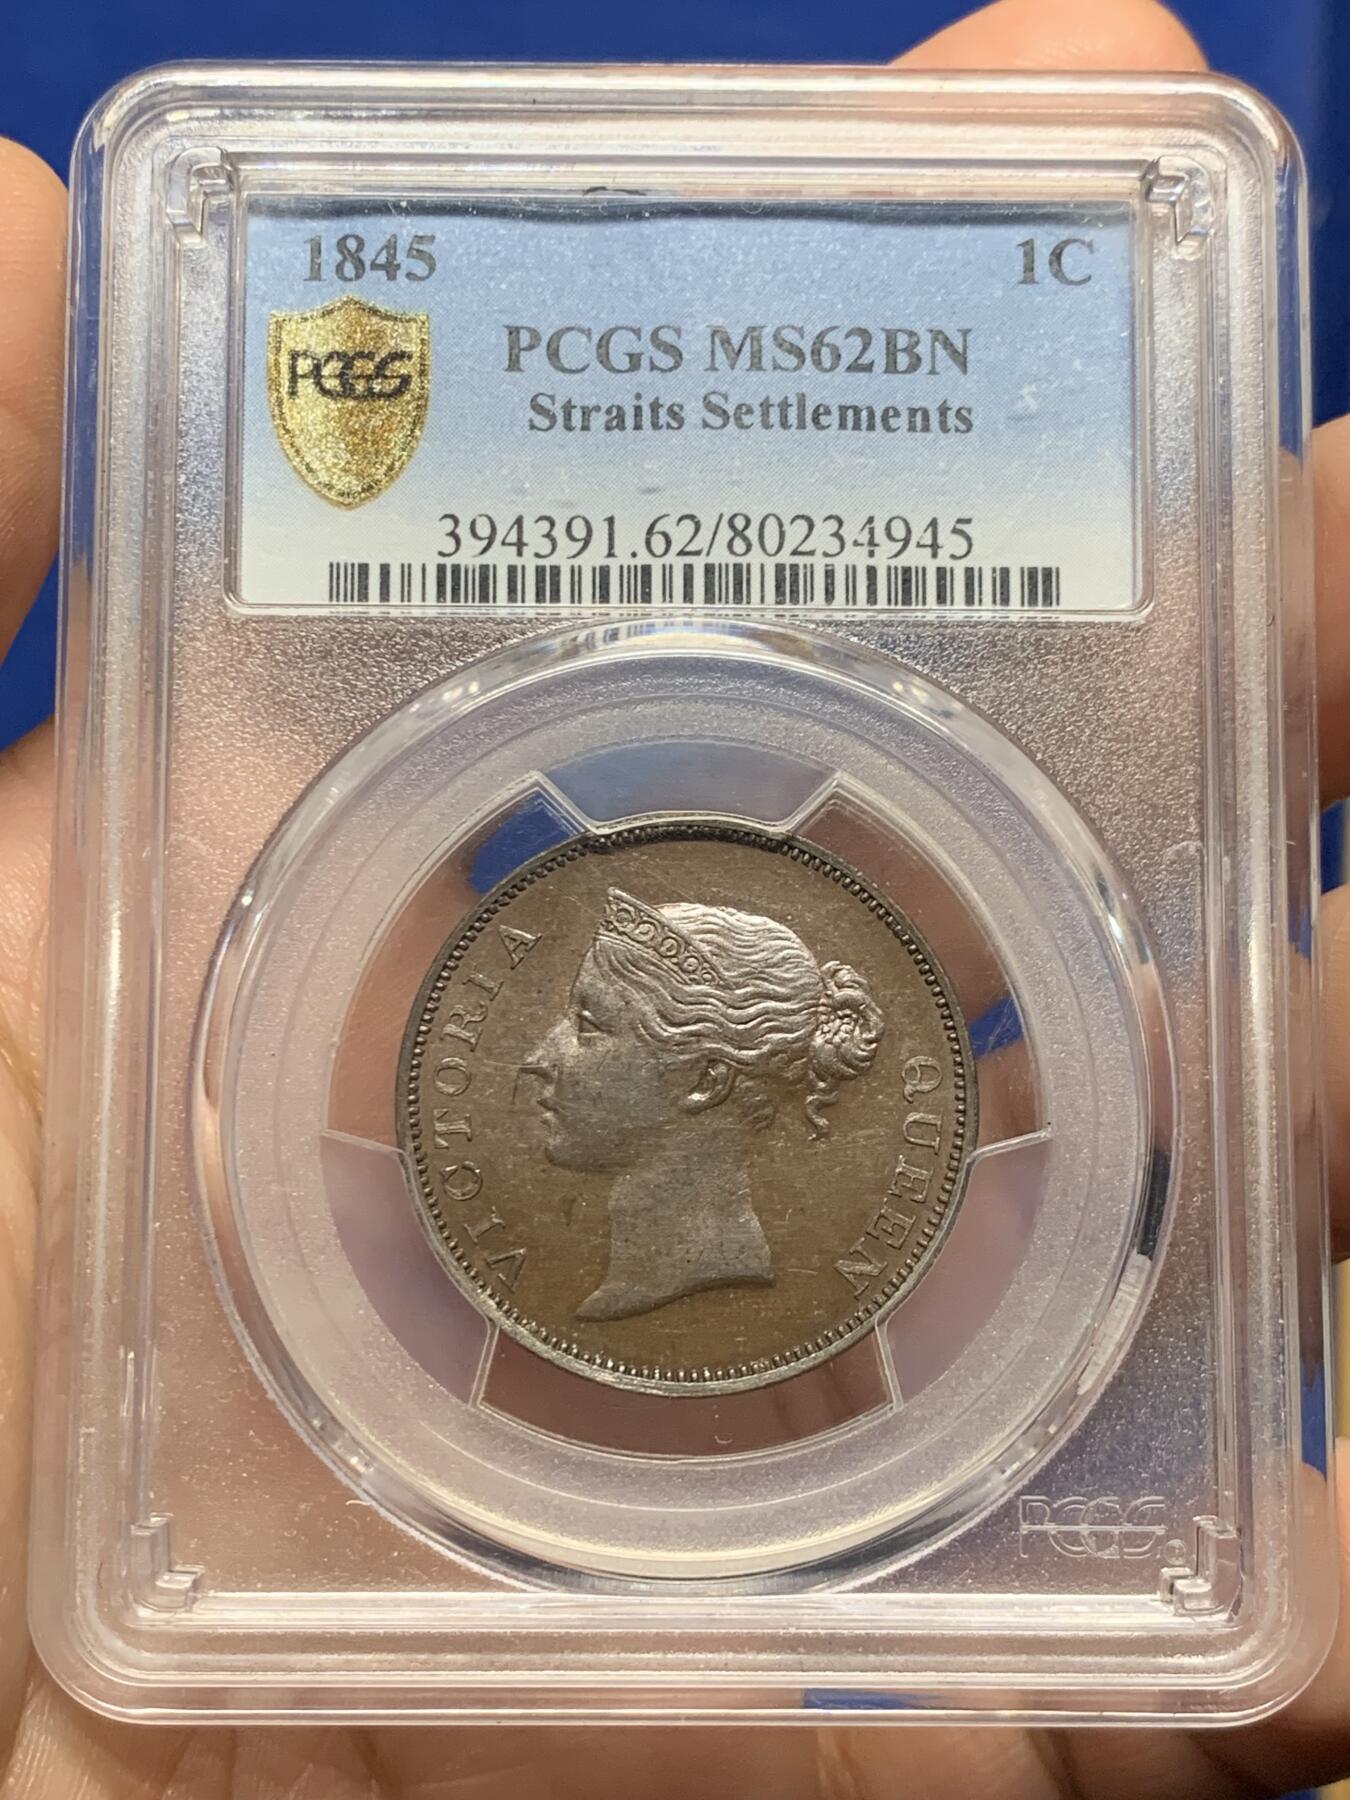 1845 1C
PCGS
PCGS MS62BN
Straits Settlements
394391.62/80234945
VICTORIA QUEEN
PCGS